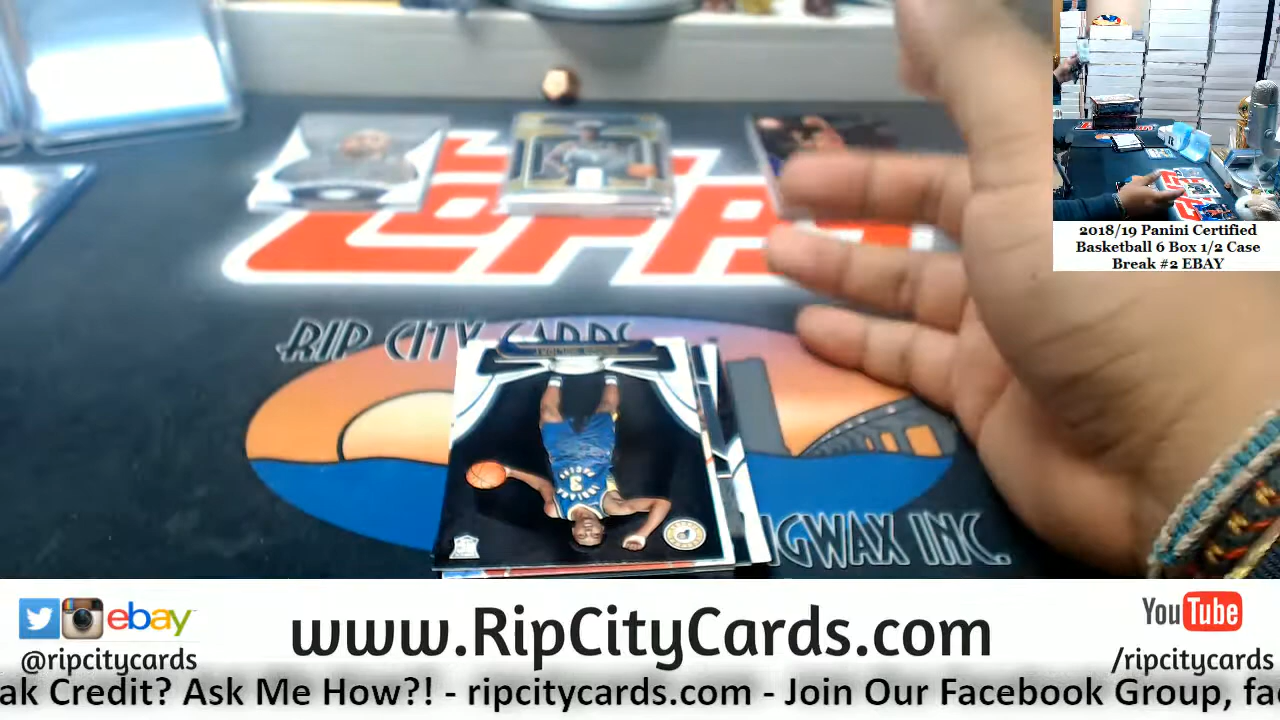 RIP CITY CARDS
IGWAX INC.
2018/19 Panini Certified
Basketball 6 Box 1/2 Case
Break #2 EBAY
ebay
www.RipCityCards.com
YouTube
@ripcitycards
/ripcitycards
ak Credit? Ask Me How?! - ripcitycards.com - Join Our Facebook Group, fa